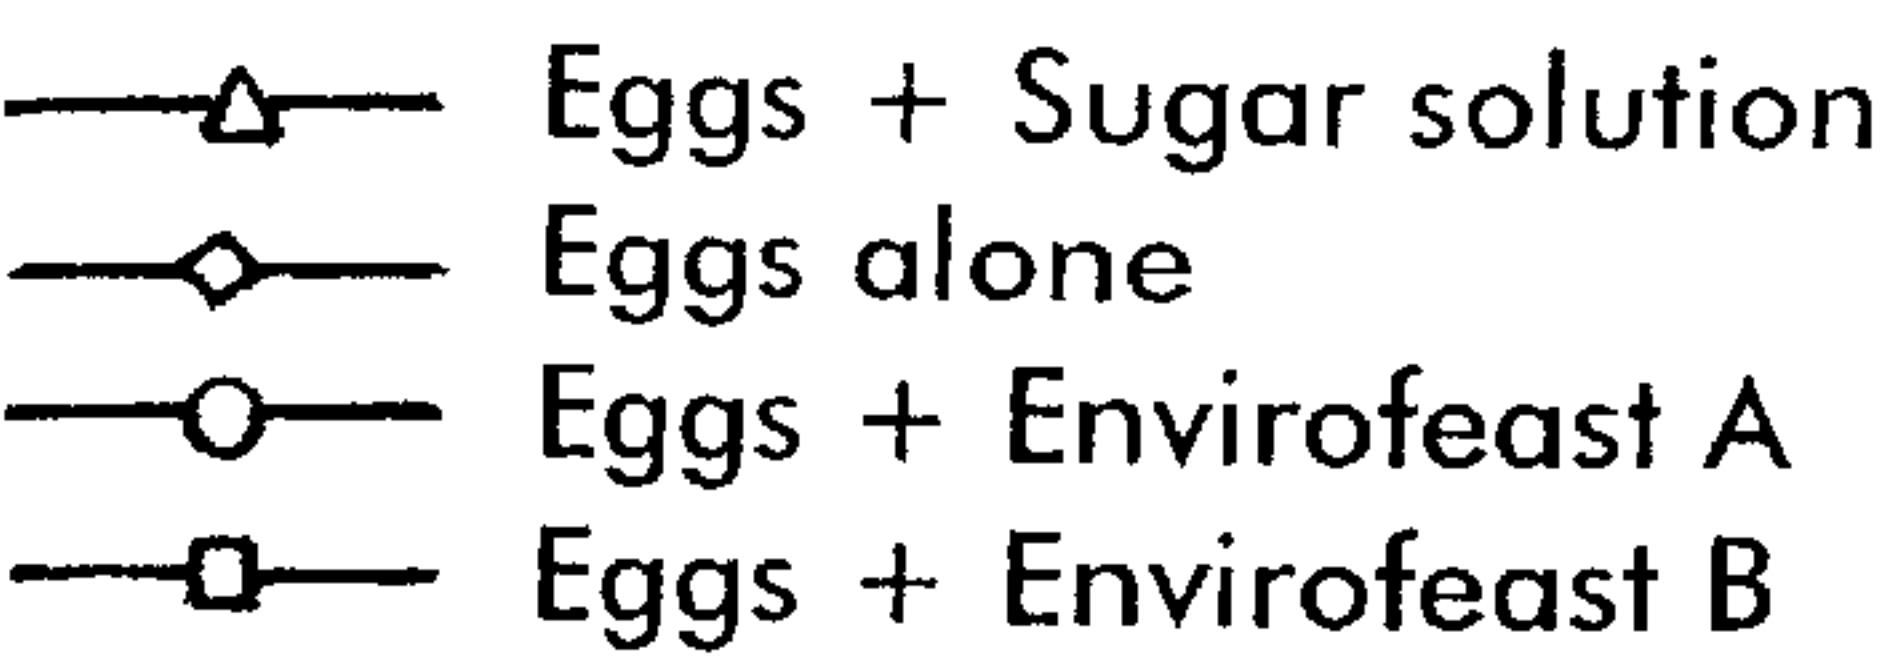 Eggs + Sugar solution
Eggs alone
Eggs + Envirofeast A
Eggs + Envirofeast B